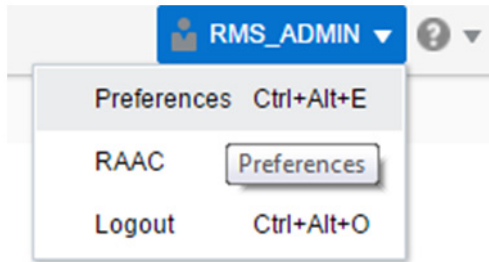 RMS_ADMIN
Preferences Ctrl+Alt+E
RAAC
Preferences
Logout Ctrl+Alt+O